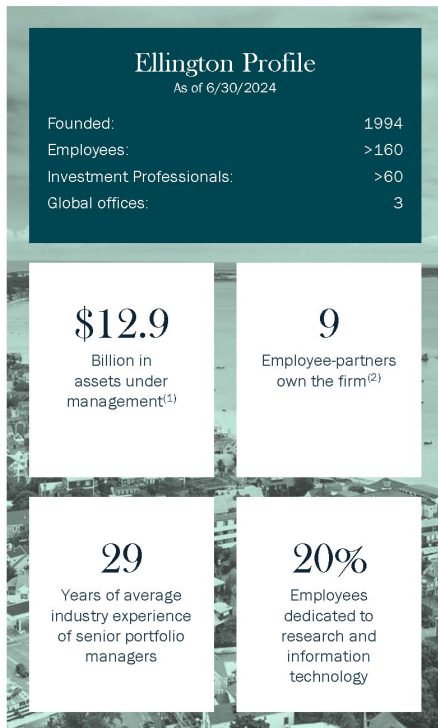 Ellington Profile
As of 6/30/2024
Founded: 1994
Employees: >160
Investment Professionals: >60
Global offices: 3
$12.9
Billion in
assets under
management(1)
9
Employee-partners
own the firm(2)
29
Years of average
industry experience
of senior portfolio
managers
20%
Employees
dedicated to
research and
information
technology